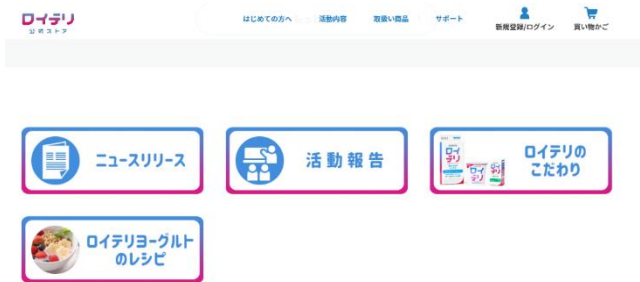 ロイテリ
公式ストア
はじめての方へ
活動内容
取扱い商品
サポート
新規登録/ログイン
買い物かご
ニュースリリース
活動報告
ロイテリ
ロイテリの
こだわり
ロイテリヨーグルト
のレシピ